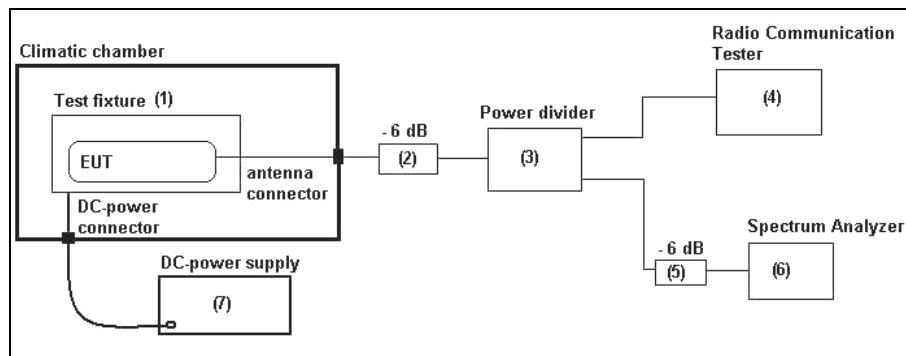 Climatic chamber
Test fixture (1)
EUT
antenna
connector
DC-power
connector
DC-power supply
(7)
- 6 dB
(2)
Power divider
(3)
Radio Communication
Tester
(4)
- 6 dB
(5)
Spectrum Analyzer
(6)